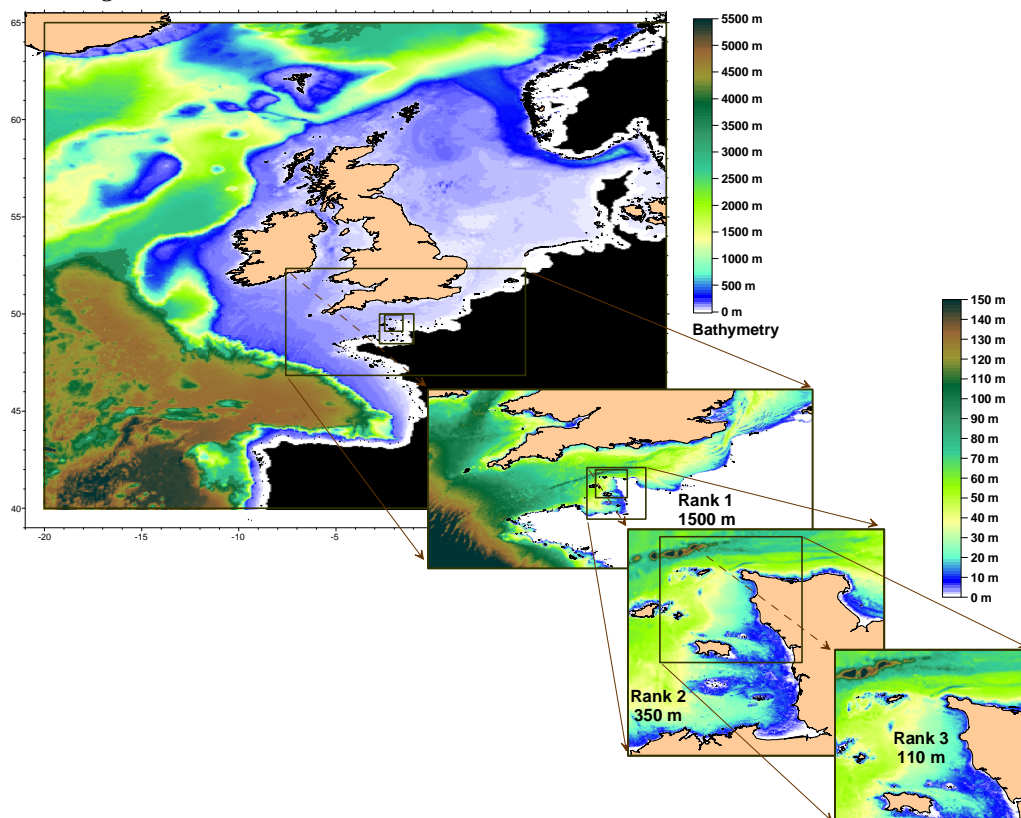 65
60
55
50
45
40
-20
-15
-10
-5
5500 m
5000 m
4500 m
4000 m
3500 m
3000 m
2500 m
2000 m
1500 m
1000 m
500 m
0 m
Bathymetry
150 m
140 m
130 m
120 m
110 m
100 m
90 m
80 m
70 m
60 m
50 m
40 m
30 m
20 m
10 m
0 m
Rank 1
1500 m
Rank 2
350 m
Rank 3
110 m